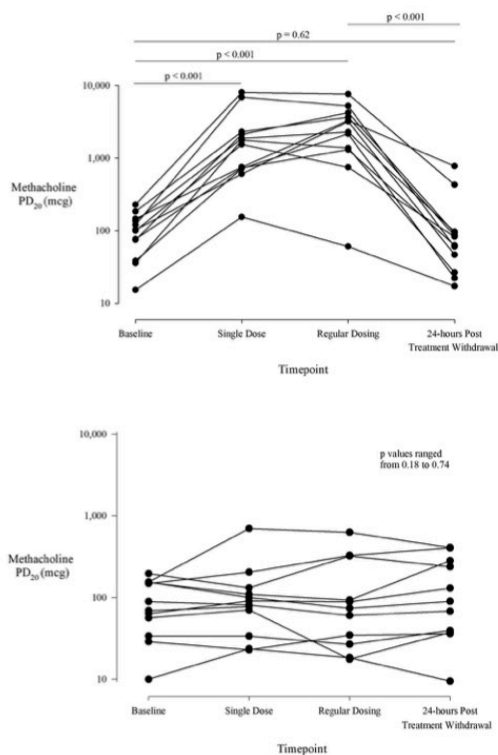 p < 0.001
p = 0.62
p < 0.001
p < 0.001
10,000
1,000
Methacholine
PD20 (mcg)
100
10
Baseline
Single Dose
Regular Dosing
24-hours Post
Treatment Withdrawal
Timepoint
10,000
p values ranged
from 0.18 to 0.74
1,000
Methacholine
PD20 (mcg)
100
10
Baseline
Single Dose
Regular Dosing
24-hours Post
Treatment Withdrawal
Timepoint